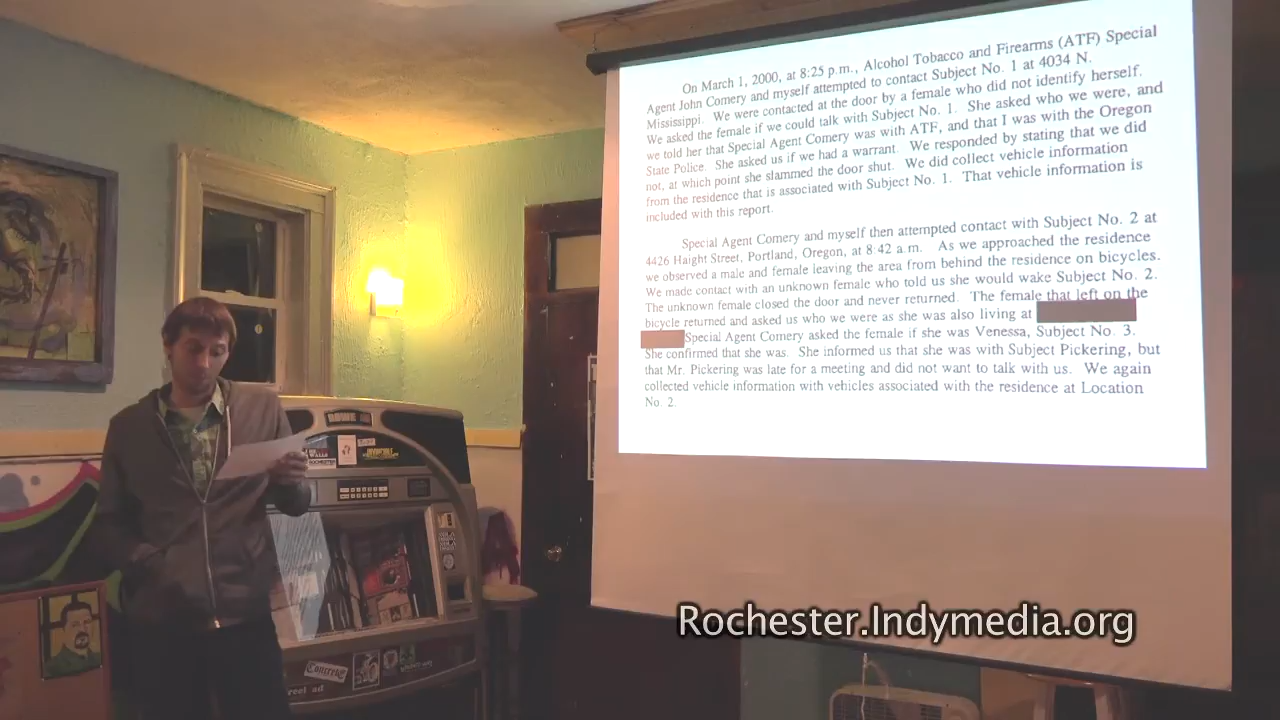 On March 1, 2000, at 8:25 p.m., Alcohol Tobacco and Firearms (ATF) Special
Agent John Comery and myself attempted to contact Subject No. 1 at 4034 N.
Mississippi. We were contacted at the door by a female who did not identify herself.
We asked the female if we could talk with Subject No. 1. She asked who we were, and
we told her that Special Agent Comery was with ATF, and that I was with the Oregon
State Police. She asked us if we had a warrant. We responded by stating that we did
not, at which point she slammed the door shut. We did collect vehicle information
from the residence that is associated with Subject No. 1. That vehicle information is
included with this report.
Special Agent Comery and myself then attempted contact with Subject No. 2 at
4426 Haight Street, Portland, Oregon, at 8:42 a.m. As we approached the residence
we observed a male and female leaving the area from behind the residence on bicycles.
We made contact with an unknown female who told us she would wake Subject No. 2.
The unknown female closed the door and never returned. The female that left on the
bicycle returned and asked us who we were as she was also living at
Special Agent Comery asked the female if she was Venessa, Subject No. 3.
She confirmed that she was. She informed us that she was with Subject Pickering, but
that Mr. Pickering was late for a meeting and did not want to talk with us. We again
collected vehicle information with vehicles associated with the residence at Location
No. 2.
ROWE
ROCHESTER
Concrete
Rochester.Indymedia.org